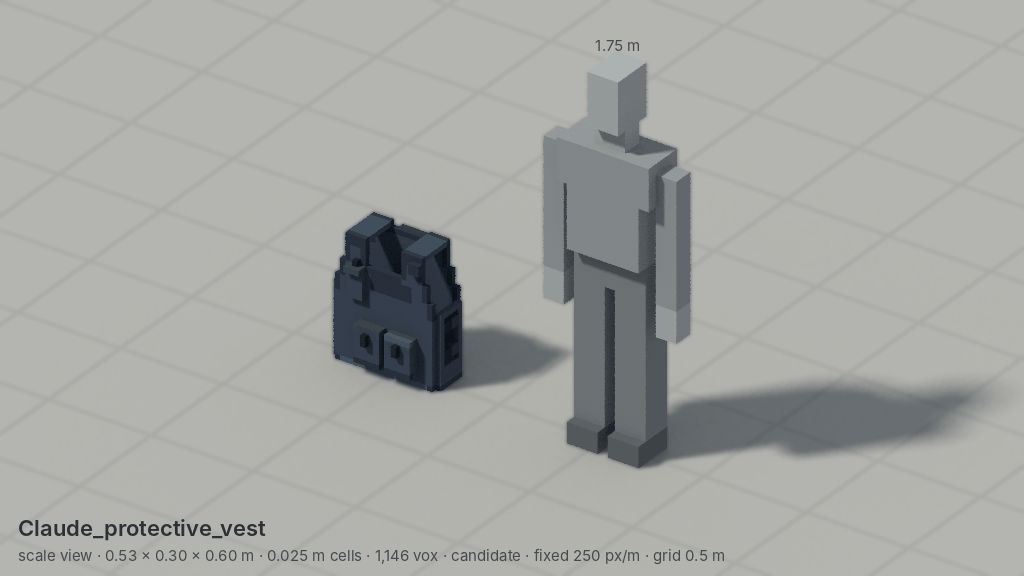 1.75 m
Claude_protective_vest
scale view · 0.53 × 0.30 × 0.60 m · 0.025 m cells · 1,146 vox · candidate · fixed 250 px/m · grid 0.5 m